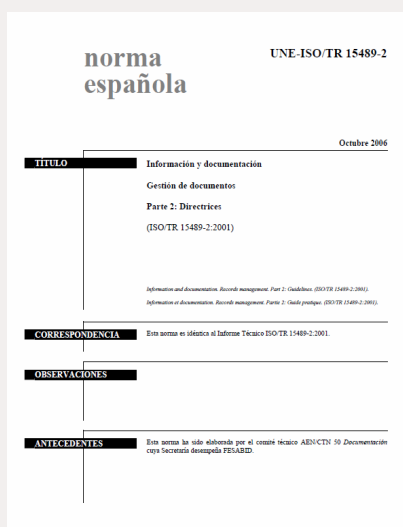 norma
española
UNE-ISO/TR 15489-2
Octubre 2006
TÍTULO
Información y documentación
Gestión de documentos
Parte 2: Directrices
(ISO/TR 15489-2:2001)
Information and documentation. Records management. Part 2: Guidelines. (ISO/TR 15489-2:2001).
Information et documentation. Records management. Partie 2: Guide pratique. (ISO/TR 15489-2:2001).
CORRESPONDENCIA
Esta norma es idéntica al Informe Técnico ISO/TR 15489-2:2001.
OBSERVACIONES
ANTECEDENTES
Esta norma ha sido elaborada por el comité técnico AEN/CTN 50 Documentación
cuya Secretaría desempeña FESABID.